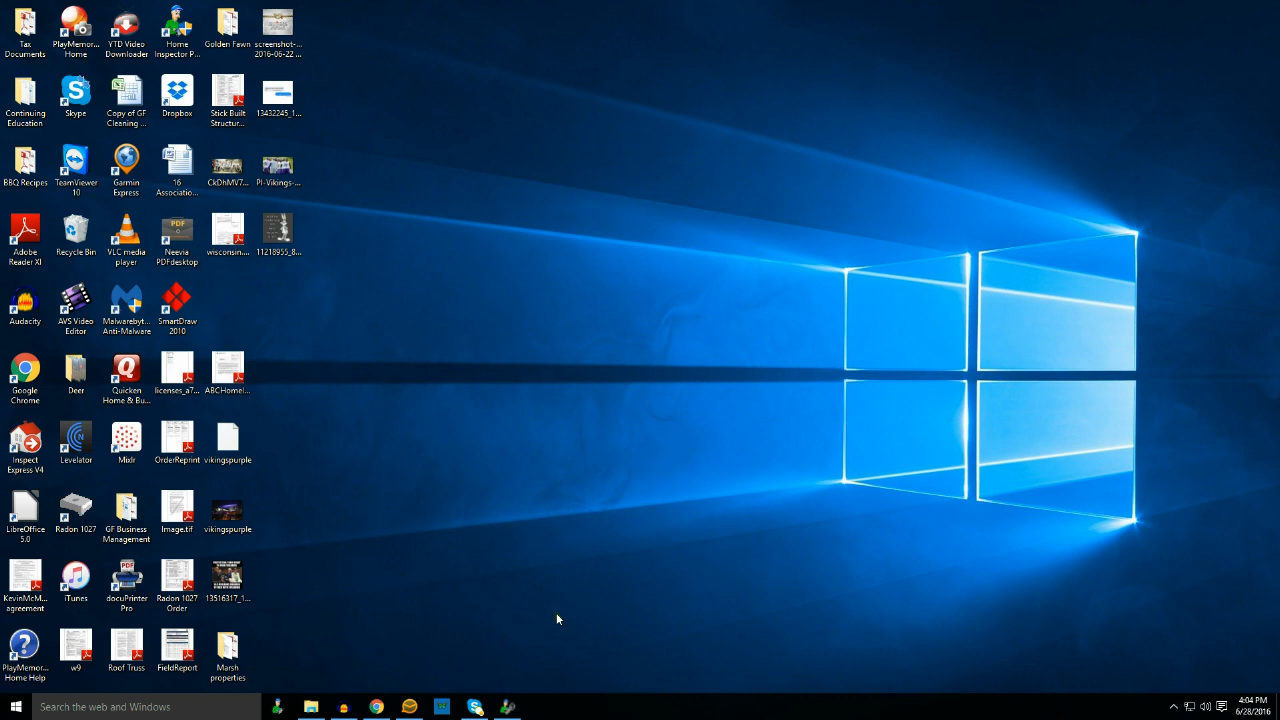 Tax
Documents
PlayMemor...
Home
YTD Video
Downloader
Home
Inspector P...
Golden Fawn
screenshot-...
2016-06-22 ...
Continuing
Education
Skype
Copy of GF
Cleaning ...
Dropbox
Stick Built
Structur...
13432245_1...
BBQ Recipes
TeamViewer
10
Garmin
Express
16
Associatio...
CkDhMV7...
PI-Vikings-...
Adobe
Reader XI
Recycle Bin
VLC media
player
PDF
Neevia
PDFdesktop
wisconsin....
11218955_8...
Audacity
AVS Video
Editor
Malwarebyt...
Anti-Malware
SmartDraw
2010
Google
Chrome
Deer
Quicken
Home & Bu...
licenses_a7...
ABCHomeI...
Inspect
Express V4
Levelator
Mixlr
OrderReprint
vikingspurple
LibreOffice
5.0
Radon 1027
GF Business
Management
Image.tif
vikingspurple
KevinMcM...
agreement
iTunes
PDF
docuPrinter
Pro
Radon 1027
Order
13516317_1...
PlayMemor...
Home Help
w9
Roof Truss
FieldReport
Marsh
properties
Search the web and Windows
4:04 PM
6/28/2016